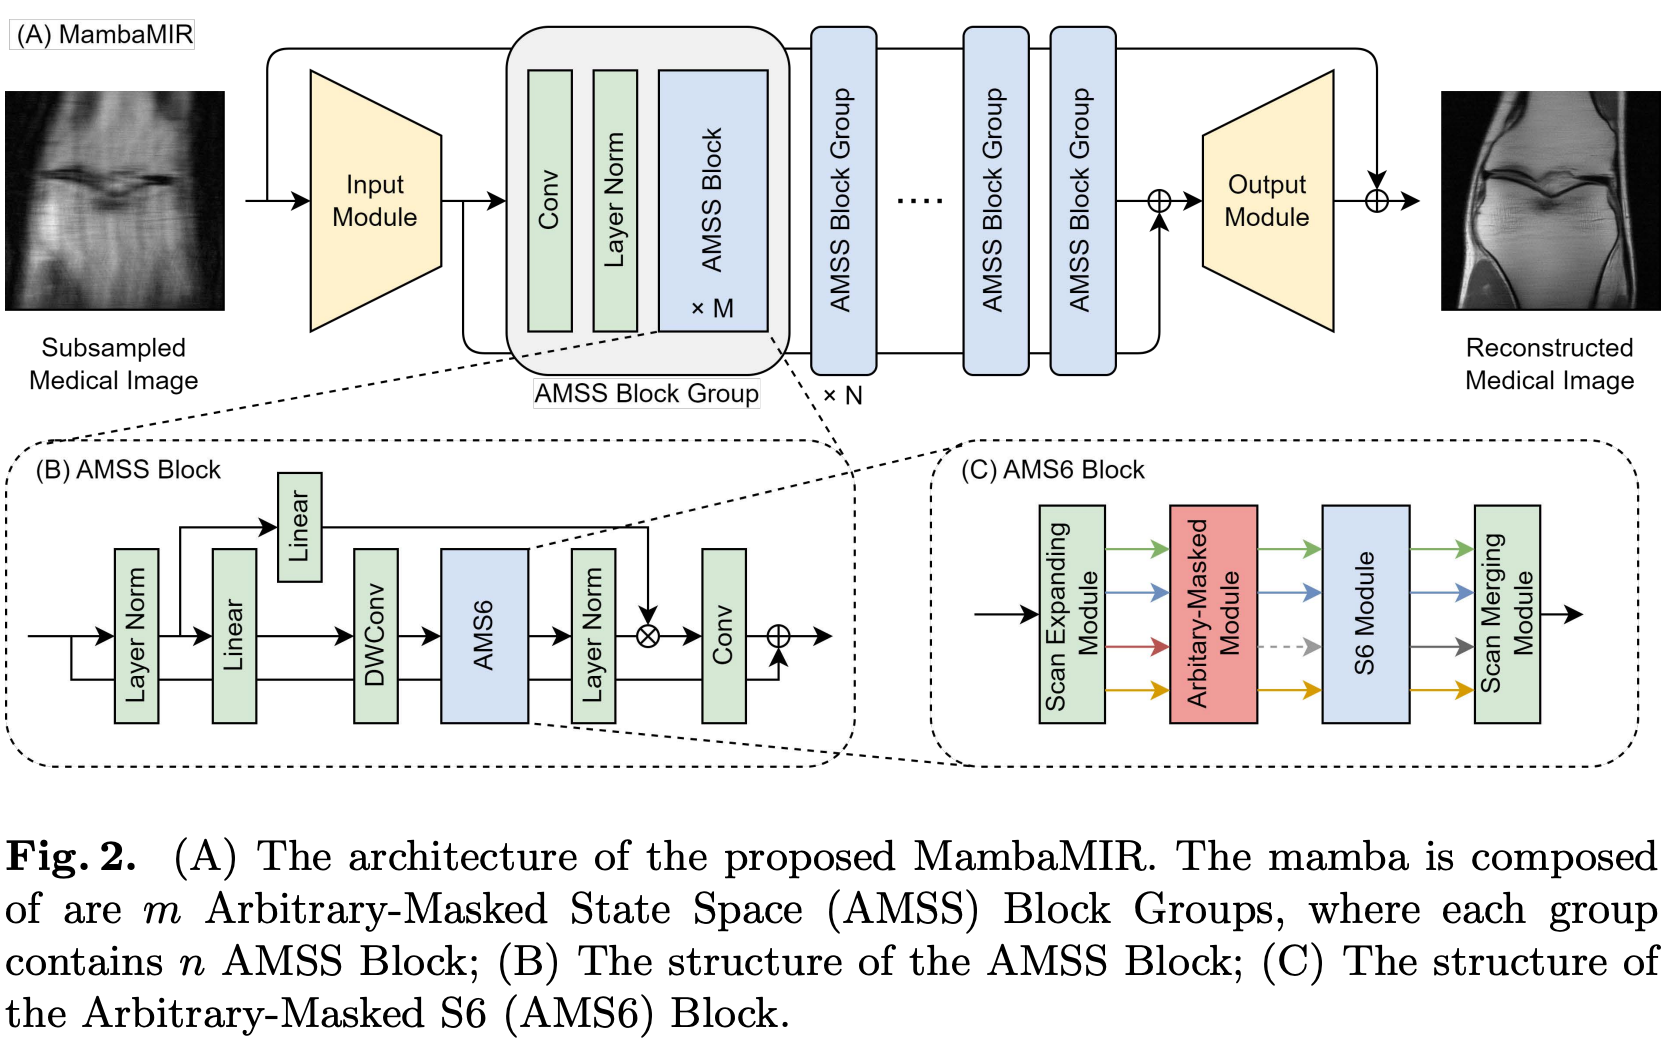 (A) MambaMIR
Subsampled
Medical Image
Input
Module
Conv
Layer Norm
AMSS Block
× M
AMSS Block Group
AMSS Block Group
× N
····
AMSS Block Group
AMSS Block Group
Output
Module
Reconstructed
Medical Image
(B) AMSS Block
Layer Norm
Linear
Linear
DWConv
AMS6
Layer Norm
Conv
(C) AMS6 Block
Scan Expanding
Module
Arbitary-Masked
Module
S6 Module
Scan Merging
Module
Fig. 2. (A) The architecture of the proposed MambaMIR. The mamba is composed
of are m Arbitrary-Masked State Space (AMSS) Block Groups, where each group
contains n AMSS Block; (B) The structure of the AMSS Block; (C) The structure of
the Arbitrary-Masked S6 (AMS6) Block.